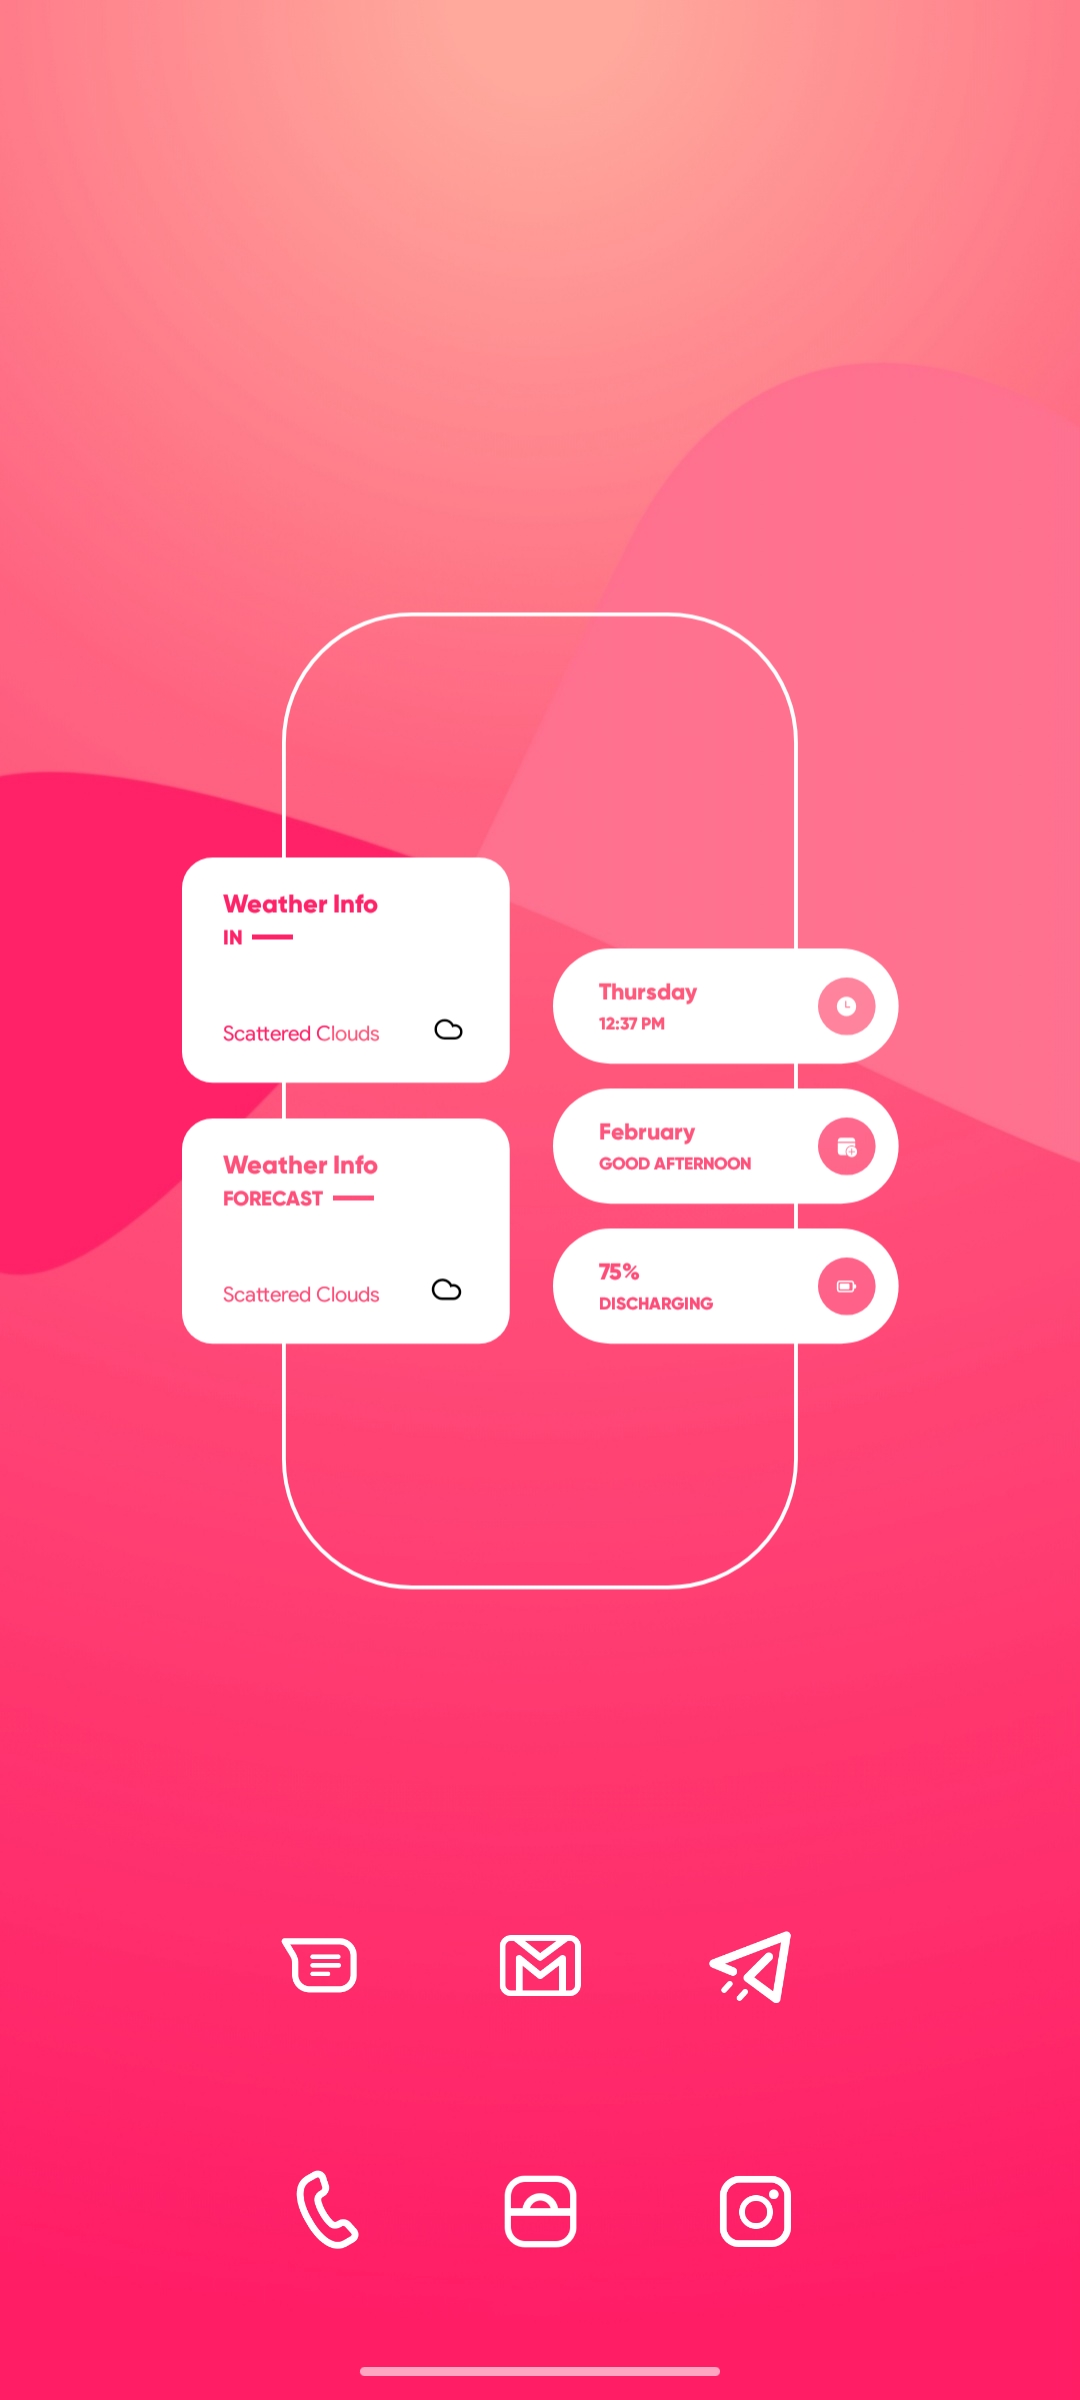 Weather Info
IN
Scattered Clouds
Weather Info
FORECAST
Scattered Clouds
Thursday
12:37 PM
February
GOOD AFTERNOON
75%
DISCHARGING